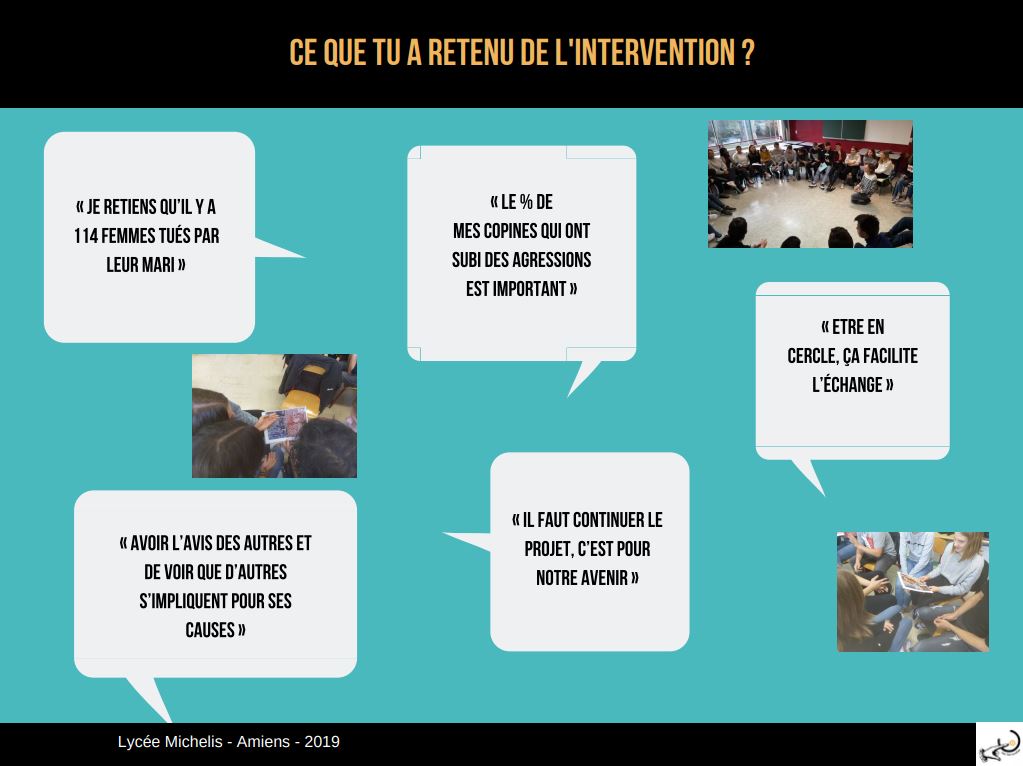 CE QUE TU A RETENU DE L'INTERVENTION ?
« JE RETIENS QU’IL Y A
114 FEMMES TUÉS PAR
LEUR MARI »
« LE % DE
MES COPINES QUI ONT
SUBI DES AGRESSIONS
EST IMPORTANT »
« ETRE EN
CERCLE, ÇA FACILITE
L’ÉCHANGE »
« AVOIR L’AVIS DES AUTRES ET
DE VOIR QUE D’AUTRES
S’IMPLIQUENT POUR SES
CAUSES »
« IL FAUT CONTINUER LE
PROJET, C’EST POUR
NOTRE AVENIR »
Lycée Michelis - Amiens - 2019